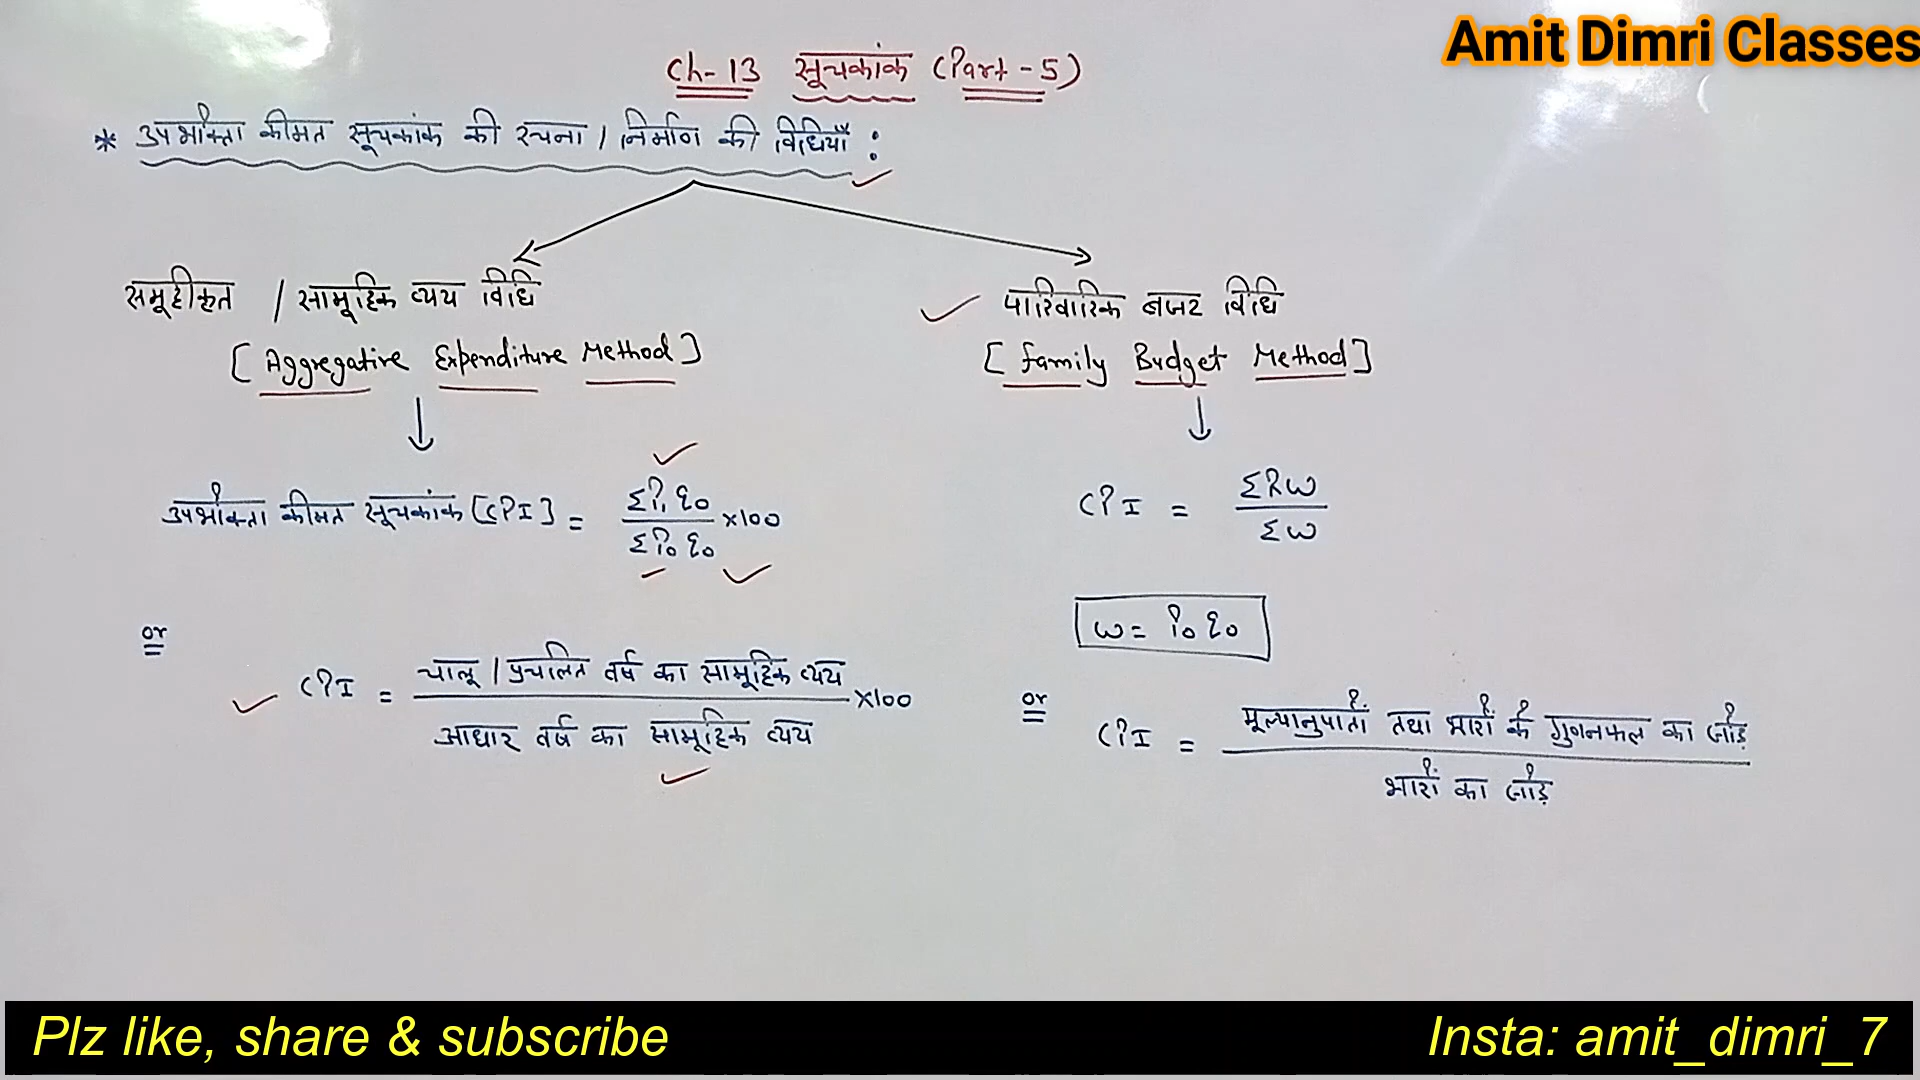 Amit Dimri Classes
Ch-13 सूचकांक (Part-5)
* उपभोक्ता कीमत सूचकांक की रचना / निर्माण की विधियाँ :
समूहीकृत / सामूहिक व्यय विधि
[Aggregative Expenditure Method]
पारिवारिक बजट विधि
[Family Budget Method]
उपभोक्ता कीमत सूचकांक [CPI] = ΣP₁q₀ / ΣP₀q₀ ×100
or
CPI = चालू / प्रचलित वर्ष का सामूहिक व्यय / आधार वर्ष का सामूहिक व्यय ×100
CPI = ΣRW / ΣW
W = P₀q₀
or
CPI = मूल्यानुपातों तथा भारों के गुणनफल का जोड़ / भारों का जोड़
Plz like, share & subscribe
Insta: amit_dimri_7